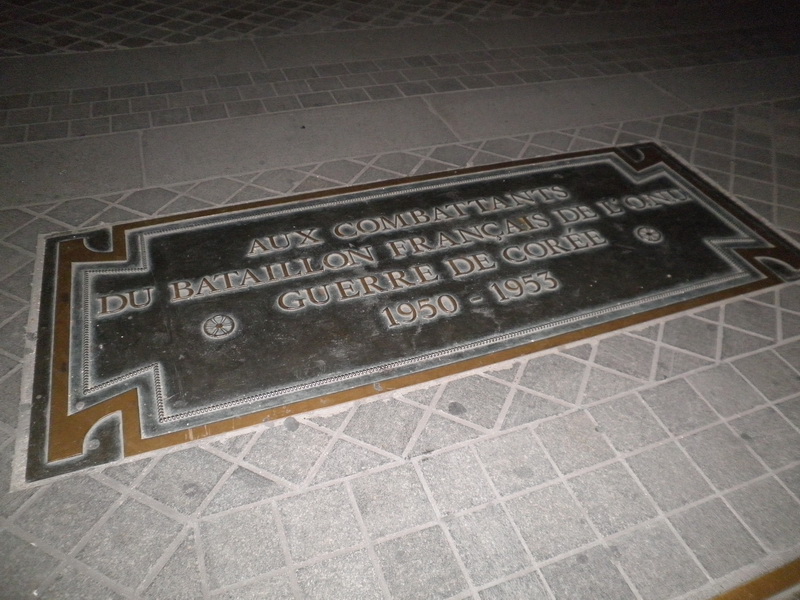 AUX COMBATTANTS
DU BATAILLON FRANÇAIS DE L'O.N.U
GUERRE DE CORÉE
1950 - 1953